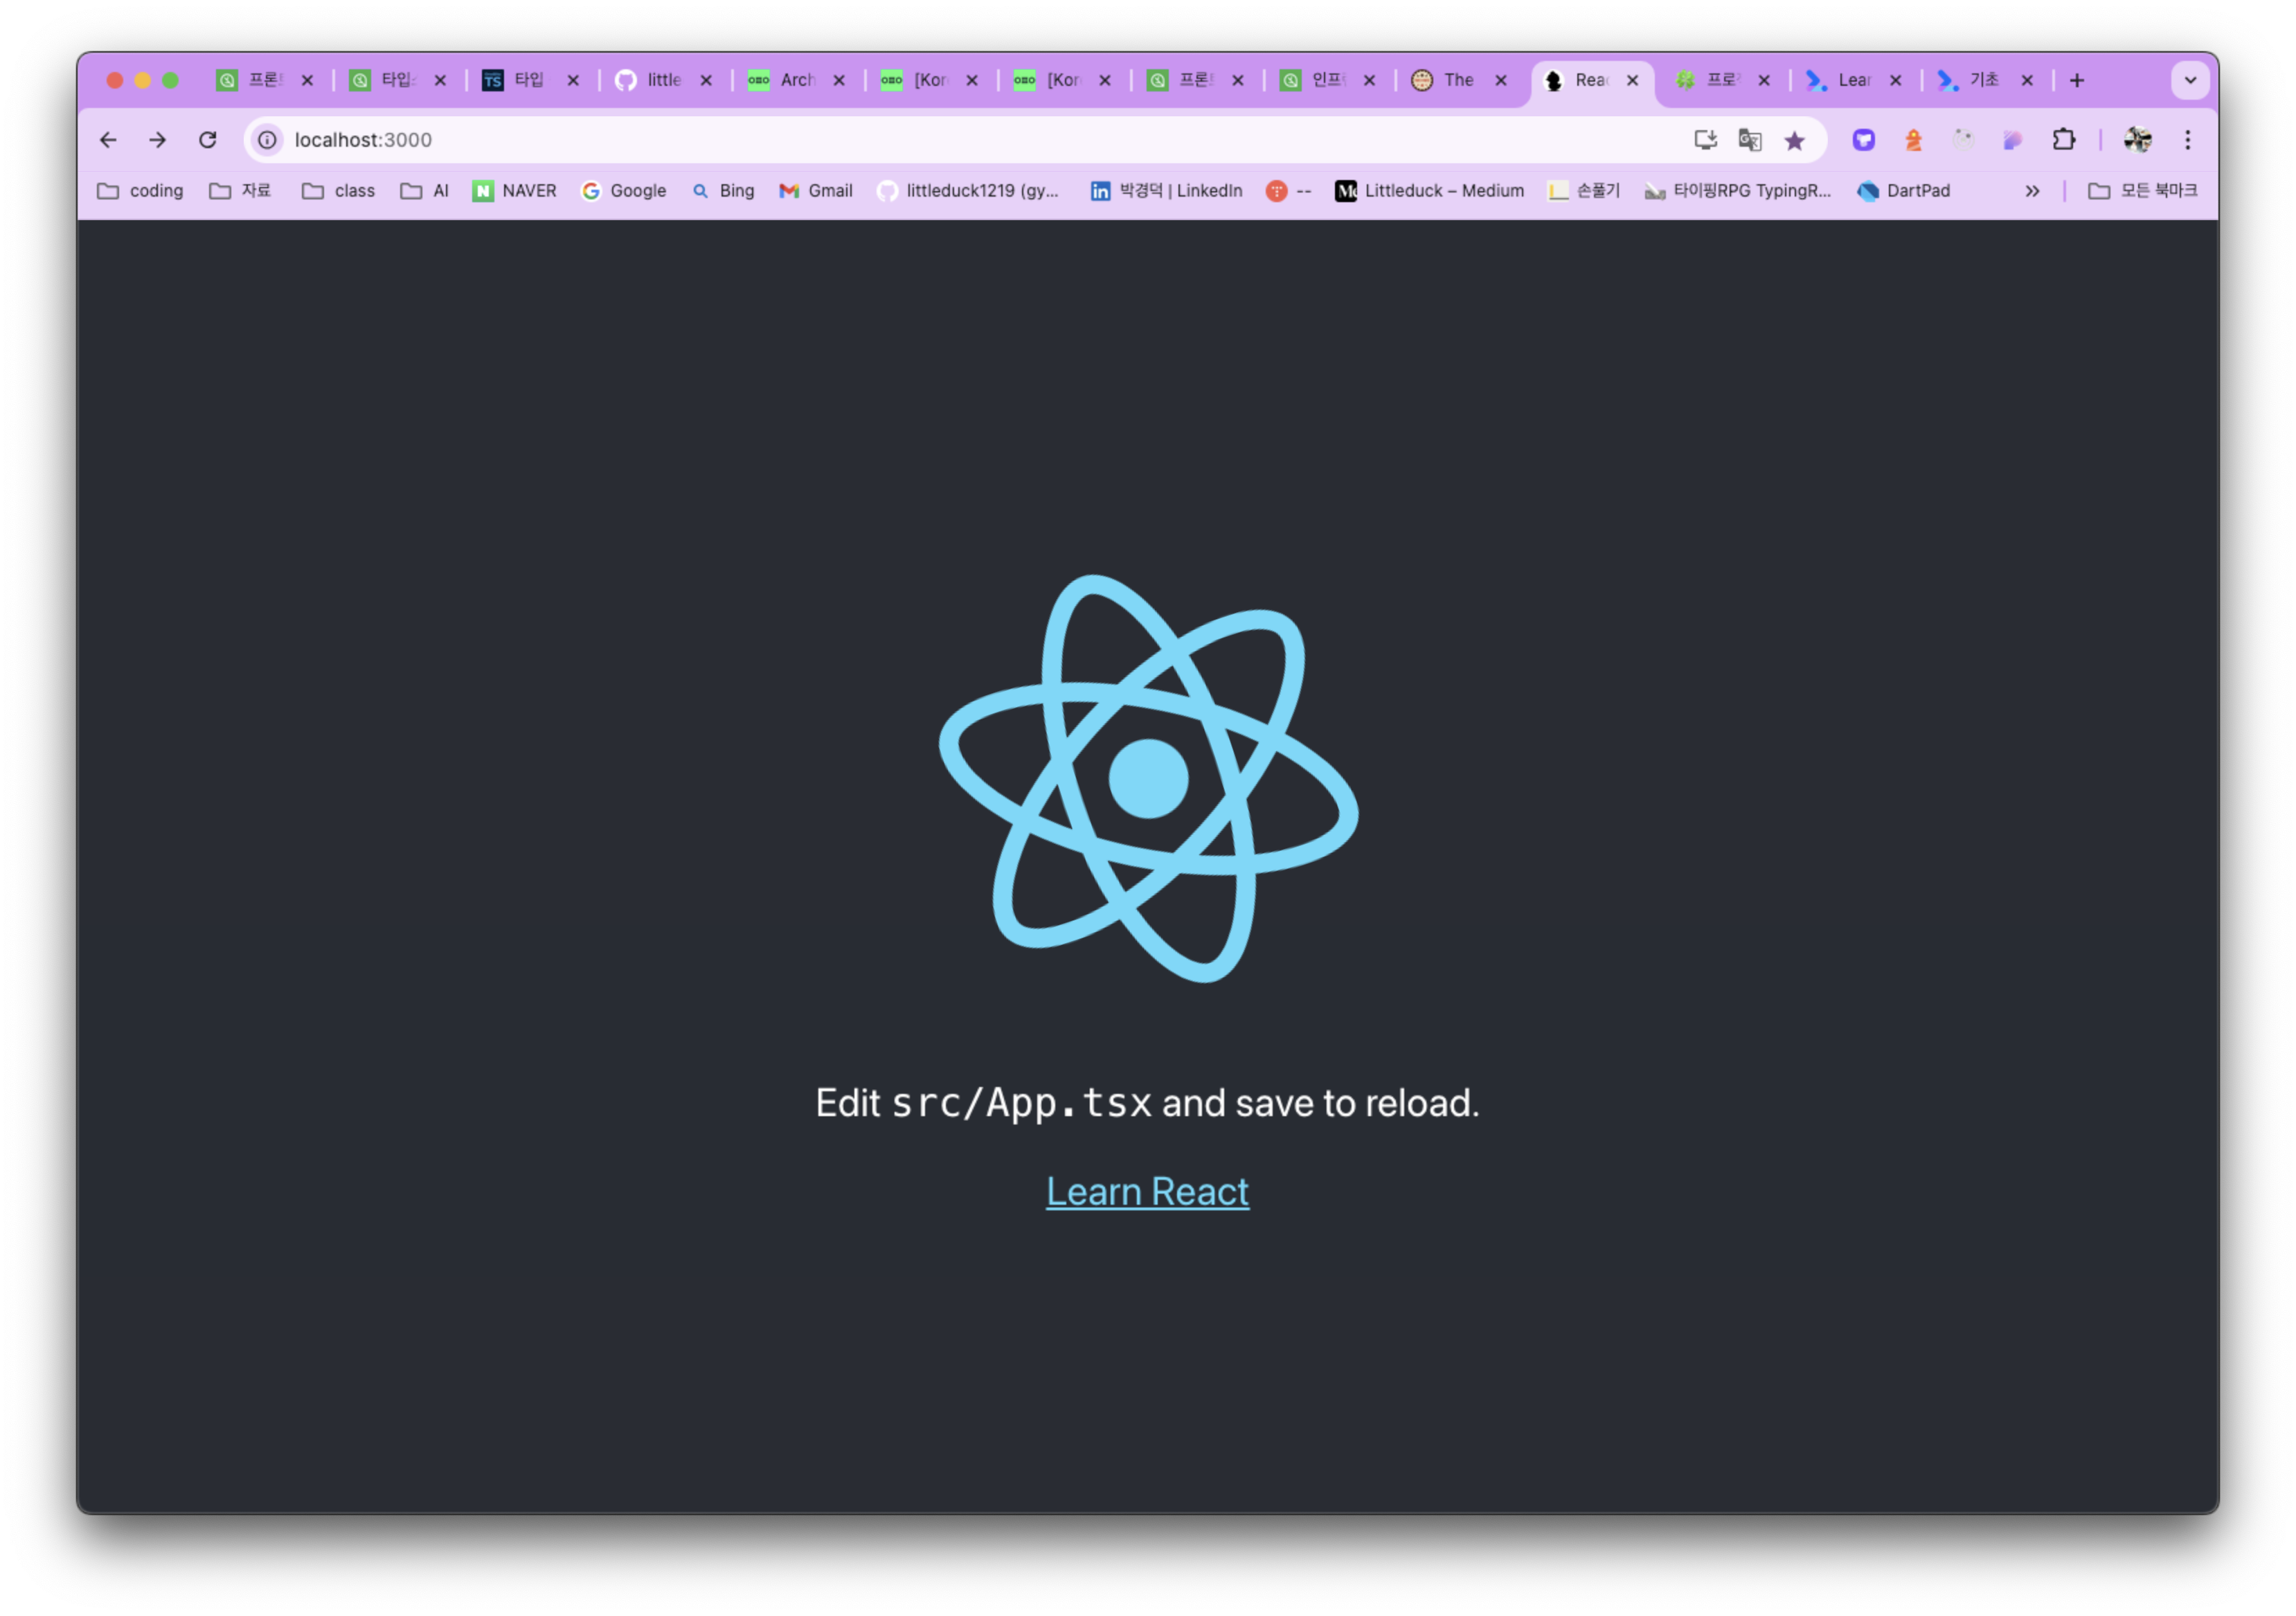 프론 타입 TS 타입 little Arch [Kor [Kor 프론 인프 The Reac 프로 Lear 기초
localhost:3000
coding 자료 class AI NAVER Google Bing Gmail littleduck1219 (gy... 박경덕 | LinkedIn -- Littleduck – Medium 손풀기 타이핑RPG TypingR... DartPad 모든 북마크
Edit src/App.tsx and save to reload.
Learn React